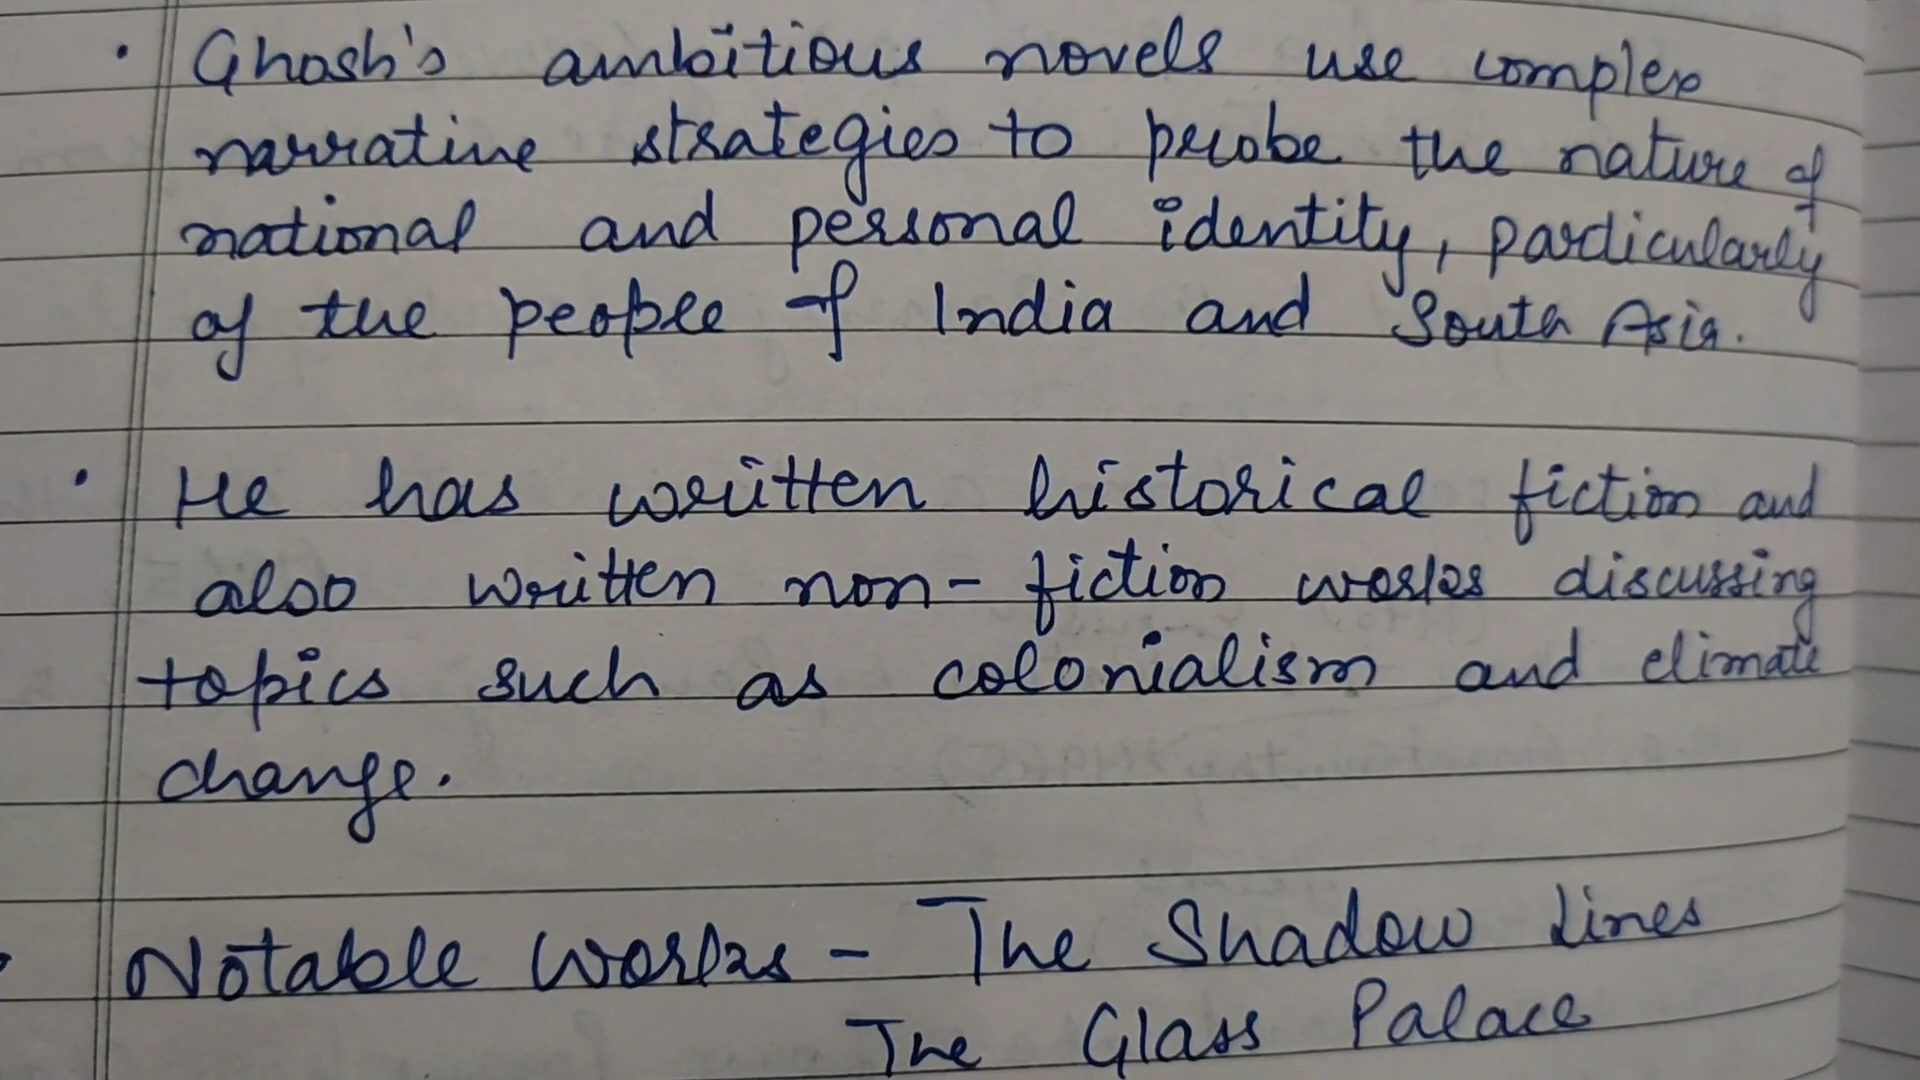 • Ghosh's ambitious novels use complex
narrative strategies to probe the nature of
national and personal identity, particularly
of the people of India and South Asia.
• He has written historical fiction and
also written non-fiction works discussing
topics such as colonialism and climate
change.
• Notable Works - The Shadow Lines
The Glass Palace